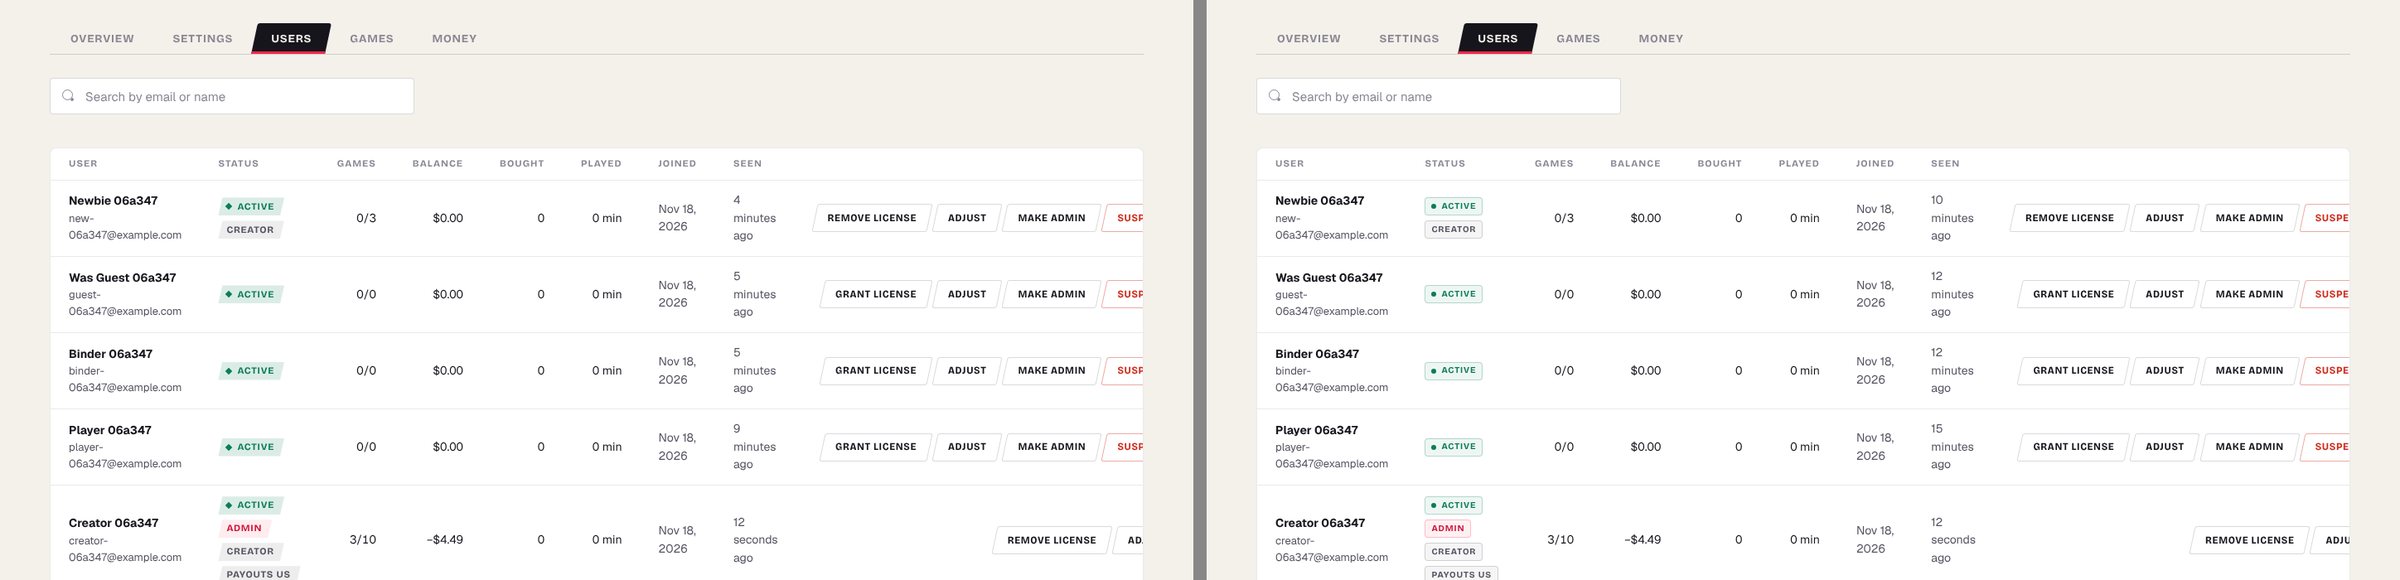 OVERVIEW SETTINGS USERS GAMES MONEY
Search by email or name
USER STATUS GAMES BALANCE BOUGHT PLAYED JOINED SEEN
Newbie 06a347
new-
06a347@example.com
ACTIVE
CREATOR
0/3 $0.00 0 0 min
Nov 18,
2026
4
minutes
ago
REMOVE LICENSE ADJUST MAKE ADMIN SUSP
Was Guest 06a347
guest-
06a347@example.com
ACTIVE
0/0 $0.00 0 0 min
Nov 18,
2026
5
minutes
ago
GRANT LICENSE ADJUST MAKE ADMIN SUSP
Binder 06a347
binder-
06a347@example.com
ACTIVE
0/0 $0.00 0 0 min
Nov 18,
2026
5
minutes
ago
GRANT LICENSE ADJUST MAKE ADMIN SUSP
Player 06a347
player-
06a347@example.com
ACTIVE
0/0 $0.00 0 0 min
Nov 18,
2026
9
minutes
ago
GRANT LICENSE ADJUST MAKE ADMIN SUSP
Creator 06a347
creator-
06a347@example.com
ACTIVE
ADMIN
CREATOR
PAYOUTS US
3/10 −$4.49 0 0 min
Nov 18,
2026
12
seconds
ago
REMOVE LICENSE AD
OVERVIEW SETTINGS USERS GAMES MONEY
Search by email or name
USER STATUS GAMES BALANCE BOUGHT PLAYED JOINED SEEN
Newbie 06a347
new-
06a347@example.com
ACTIVE
CREATOR
0/3 $0.00 0 0 min
Nov 18,
2026
10
minutes
ago
REMOVE LICENSE ADJUST MAKE ADMIN SUSPE
Was Guest 06a347
guest-
06a347@example.com
ACTIVE
0/0 $0.00 0 0 min
Nov 18,
2026
12
minutes
ago
GRANT LICENSE ADJUST MAKE ADMIN SUSPE
Binder 06a347
binder-
06a347@example.com
ACTIVE
0/0 $0.00 0 0 min
Nov 18,
2026
12
minutes
ago
GRANT LICENSE ADJUST MAKE ADMIN SUSPE
Player 06a347
player-
06a347@example.com
ACTIVE
0/0 $0.00 0 0 min
Nov 18,
2026
15
minutes
ago
GRANT LICENSE ADJUST MAKE ADMIN SUSPE
Creator 06a347
creator-
06a347@example.com
ACTIVE
ADMIN
CREATOR
PAYOUTS US
3/10 −$4.49 0 0 min
Nov 18,
2026
12
seconds
ago
REMOVE LICENSE ADJU